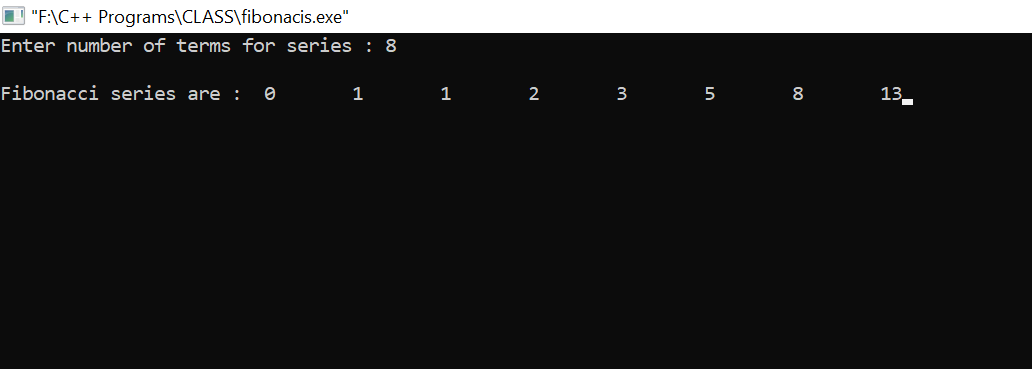 "F:\C++ Programs\CLASS\fibonacis.exe"
Enter number of terms for series : 8
Fibonacci series are :  0       1       1       2       3       5       8       13